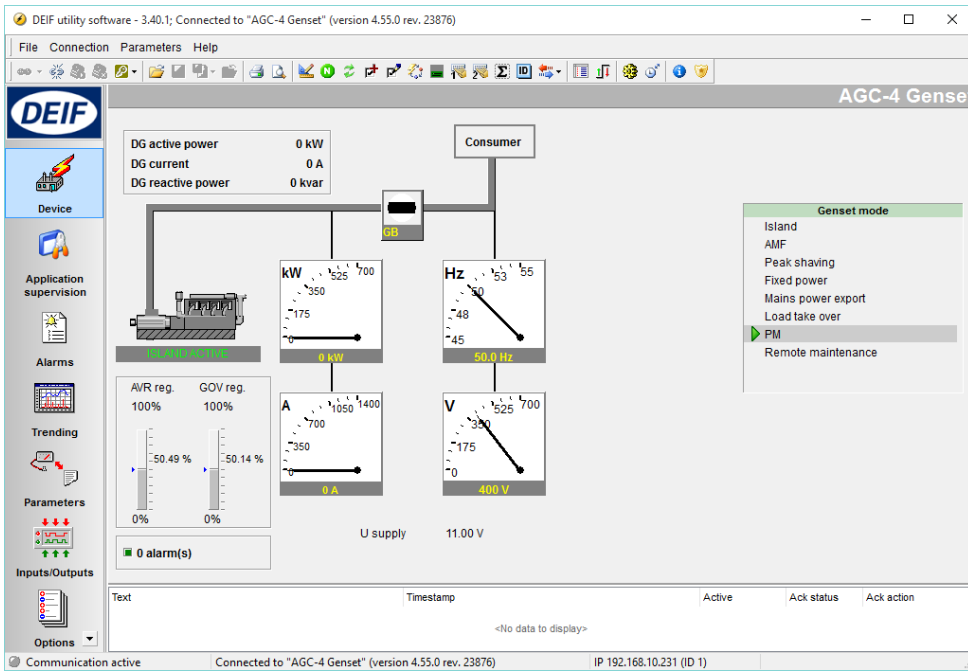 DEIF utility software - 3.40.1; Connected to "AGC-4 Genset" (version 4.55.0 rev. 23876)
File Connection Parameters Help
N Σ ID
DEIF
AGC-4 Gense
Device
Application
supervision
Alarms
Trending
Parameters
Inputs/Outputs
Options
DG active power 0 kW
DG current 0 A
DG reactive power 0 kvar
Consumer
GB
ISLAND ACTIVE
kW
700
525
350
175
0
0 kW
Hz
55
53
50
48
45
50.0 Hz
A
1400
1050
700
350
0
0 A
V
700
525
350
175
0
400 V
AVR reg. GOV reg.
100% 100%
50.49 % 50.14 %
0% 0%
0 alarm(s)
U supply 11.00 V
Genset mode
Island
AMF
Peak shaving
Fixed power
Mains power export
Load take over
PM
Remote maintenance
Text Timestamp Active Ack status Ack action
<No data to display>
Communication active Connected to "AGC-4 Genset" (version 4.55.0 rev. 23876) IP 192.168.10.231 (ID 1)